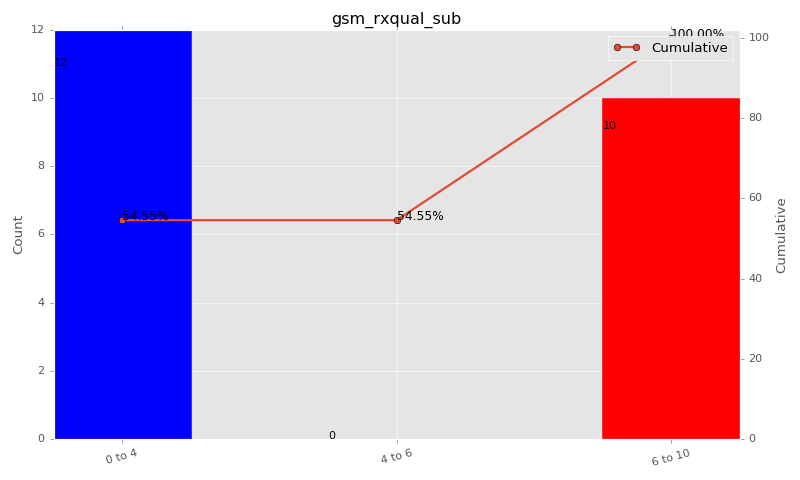 gsm_rxqual_sub
12
100.00%
100
Cumulative
10
10
8
80
6
60
54.55%
54.55%
4
40
2
20
0
0
0
12
Count
Cumulative
0 to 4
4 to 6
6 to 10